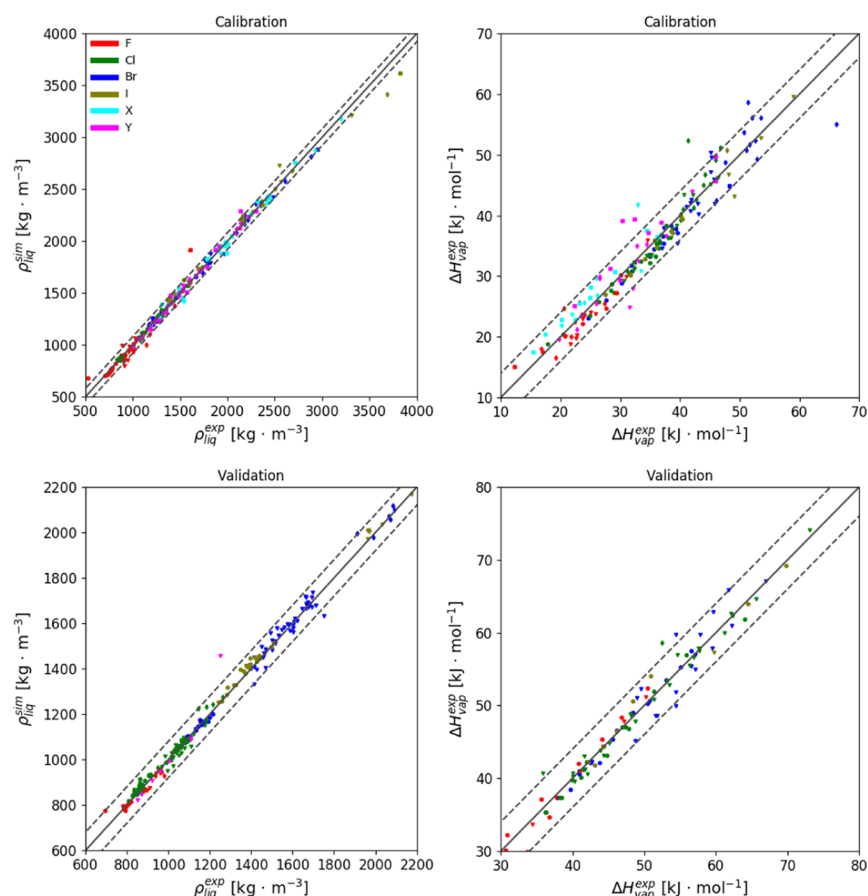 Calibration
4000
3500
3000
2500
2000
1500
1000
500
500 1000 1500 2000 2500 3000 3500 4000
ρ_liq^sim [kg · m⁻³]
ρ_liq^exp [kg · m⁻³]
F
Cl
Br
I
X
Y
Calibration
70
60
50
40
30
20
10
10 20 30 40 50 60 70
ΔH_vap^exp [kJ · mol⁻¹]
ΔH_vap^exp [kJ · mol⁻¹]
Validation
2200
2000
1800
1600
1400
1200
1000
800
600
600 800 1000 1200 1400 1600 1800 2000 2200
ρ_liq^sim [kg · m⁻³]
ρ_liq^exp [kg · m⁻³]
Validation
80
70
60
50
40
30
30 40 50 60 70 80
ΔH_vap^exp [kJ · mol⁻¹]
ΔH_vap^exp [kJ · mol⁻¹]